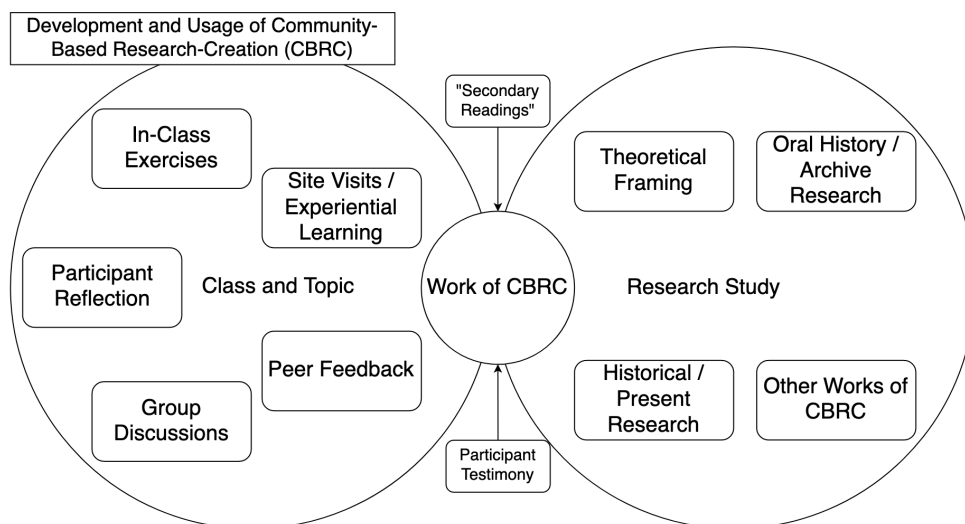 Development and Usage of Community-
Based Research-Creation (CBRC)
In-Class
Exercises
Site Visits /
Experiential
Learning
Participant
Reflection
Class and Topic
Peer Feedback
Group
Discussions
"Secondary
Readings"
Work of CBRC
Participant
Testimony
Theoretical
Framing
Oral History /
Archive
Research
Research Study
Historical /
Present
Research
Other Works of
CBRC